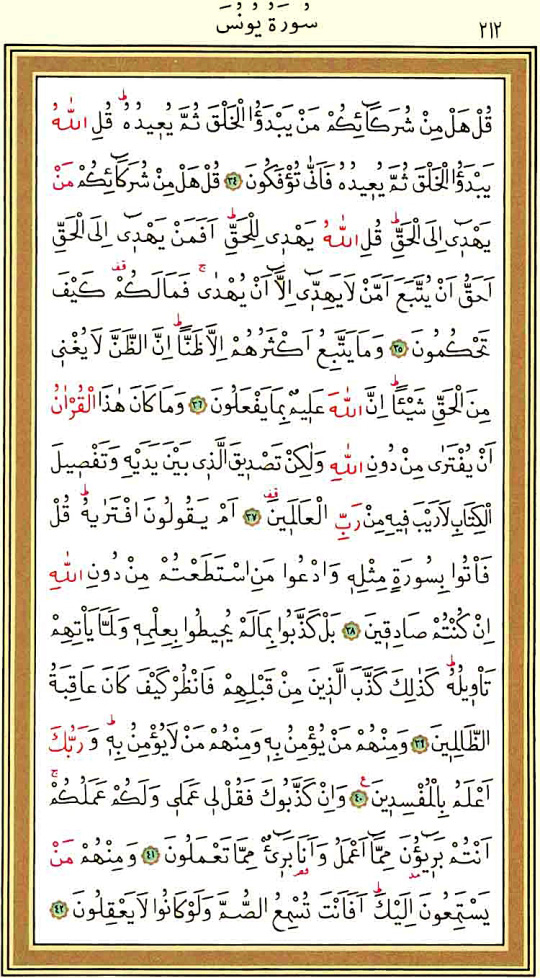 سُورَةُ يُونُسَ
٢١٢
قُلْ هَلْ مِنْ شُرَكَٓائِكُمْ مَنْ يَبْدَؤُا الْخَلْقَ ثُمَّ يُع۪يدُهُۜ قُلِ اللّٰهُ
يَبْدَؤُا الْخَلْقَ ثُمَّ يُع۪يدُهُ فَاَنّٰى تُؤْفَكُونَ ﴿٣٤﴾ قُلْ هَلْ مِنْ شُرَكَٓائِكُمْ مَنْ
يَهْد۪ٓي اِلَى الْحَقِّۜ قُلِ اللّٰهُ يَهْد۪ي لِلْحَقِّۜ اَفَمَنْ يَهْد۪ٓي اِلَى الْحَقِّ
اَحَقُّ اَنْ يُتَّبَعَ اَمَّنْ لَا يَهِدّ۪ٓي اِلَّٓا اَنْ يُهْدٰىۚ فَمَا لَكُمْ۠ كَيْفَ
تَحْكُمُونَ ﴿٣٥﴾ وَمَا يَتَّبِعُ اَكْثَرُهُمْ اِلَّا ظَنًّاۜ اِنَّ الظَّنَّ لَا يُغْن۪ي
مِنَ الْحَقِّ شَيْـًٔاۜ اِنَّ اللّٰهَ عَل۪يمٌ بِمَا يَفْعَلُونَ ﴿٣٦﴾ وَمَا كَانَ هٰذَا الْقُرْاٰنُ
اَنْ يُفْتَرٰى مِنْ دُونِ اللّٰهِ وَلٰكِنْ تَصْد۪يقَ الَّذ۪ي بَيْنَ يَدَيْهِ وَتَفْص۪يلَ
الْكِتَابِ لَا رَيْبَ ف۪يهِ مِنْ رَبِّ الْعَالَم۪ينَ۠ ﴿٣٧﴾ اَمْ يَقُولُونَ افْتَرٰيهُۜ قُلْ
فَأْتُوا بِسُورَةٍ مِثْلِه۪ وَادْعُوا مَنِ اسْتَطَعْتُمْ مِنْ دُونِ اللّٰهِ
اِنْ كُنْتُمْ صَادِق۪ينَ ﴿٣٨﴾ بَلْ كَذَّبُوا بِمَا لَمْ يُح۪يطُوا بِعِلْمِه۪ وَلَمَّا يَأْتِهِمْ
تَأْو۪يلُهُۜ كَذٰلِكَ كَذَّبَ الَّذ۪ينَ مِنْ قَبْلِهِمْ فَانْظُرْ كَيْفَ كَانَ عَاقِبَةُ
الظَّالِم۪ينَ ﴿٣٩﴾ وَمِنْهُمْ مَنْ يُؤْمِنُ بِه۪ وَمِنْهُمْ مَنْ لَا يُؤْمِنُ بِه۪ۜ وَرَبُّكَ
اَعْلَمُ بِالْمُفْسِد۪ينَ۟ ﴿٤٠﴾ وَاِنْ كَذَّبُوكَ فَقُلْ ل۪ي عَمَل۪ي وَلَكُمْ عَمَلُكُمْۚ
اَنْتُمْ بَر۪ٓيؤُ۫نَ مِمَّٓا اَعْمَلُ وَاَنَا۬ بَر۪ٓيءٌ مِمَّا تَعْمَلُونَ ﴿٤١﴾ وَمِنْهُمْ مَنْ
يَسْتَمِعُونَ اِلَيْكَۜ اَفَاَنْتَ تُسْمِعُ الصُّمَّ وَلَوْ كَانُوا لَا يَعْقِلُونَ ﴿٤٢﴾